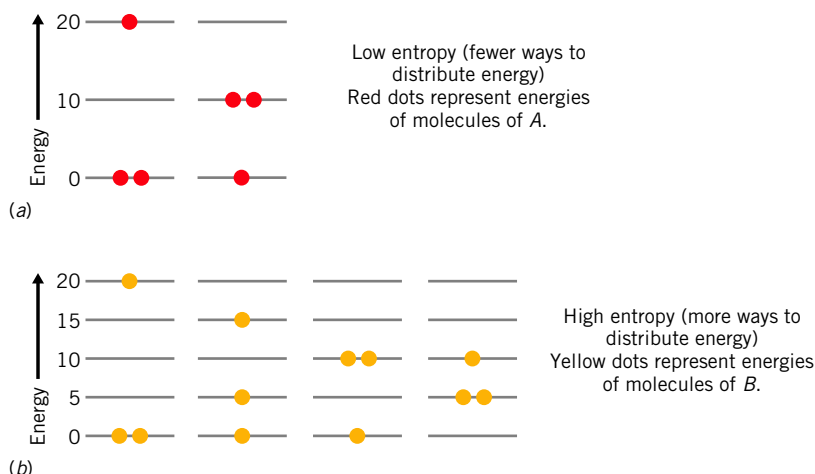 20
10
0
Energy
Low entropy (fewer ways to
distribute energy)
Red dots represent energies
of molecules of A.
(a)
20
15
10
5
0
Energy
High entropy (more ways to
distribute energy)
Yellow dots represent energies
of molecules of B.
(b)